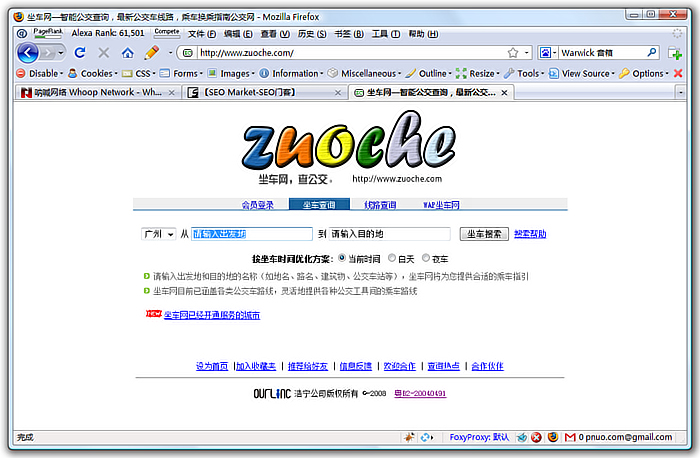 坐车网—智能公交查询，最新公交车线路，乘车换乘指南公交网 - Mozilla Firefox
PageRank Alexa Rank: 61,501 Compete 文件(F) 编辑(E) 查看(V) 历史(S) 书签(B) 工具(T) 帮助(H)
http://www.zuoche.com/ Warwick 音箱
Disable Cookies CSS Forms Images Information Miscellaneous Outline Resize Tools View Source Options
呐喊网络 Whoop Network - Wh... 【SEO Market-SEO门客】 坐车网—智能公交查询，最新公交...
zuoche
坐车网，查公交。 http://www.zuoche.com
会员登录 坐车查询 线路查询 WAP坐车网
广州 从 请输入出发地 到 请输入目的地 坐车搜索 搜索帮助
按坐车时间优化方案： 当前时间 白天 夜车
请输入出发地和目的地的名称（如地名、路名、建筑物、公交车站等），坐车网将为您提供合适的乘车指引
坐车网目前已涵盖各类公交车路线，灵活地提供各种公交工具间的乘车路线
NEW 坐车网已经开通服务的城市
设为首页 |加入收藏夹 | 推荐给好友 | 信息反馈 | 欢迎合作 | 查询热点 | 合作伙伴
OURLINC 浩宁公司版权所有 ©-2008 粤B2-20040491
完成 FoxyProxy: 默认 0 pnuo.com@gmail.com